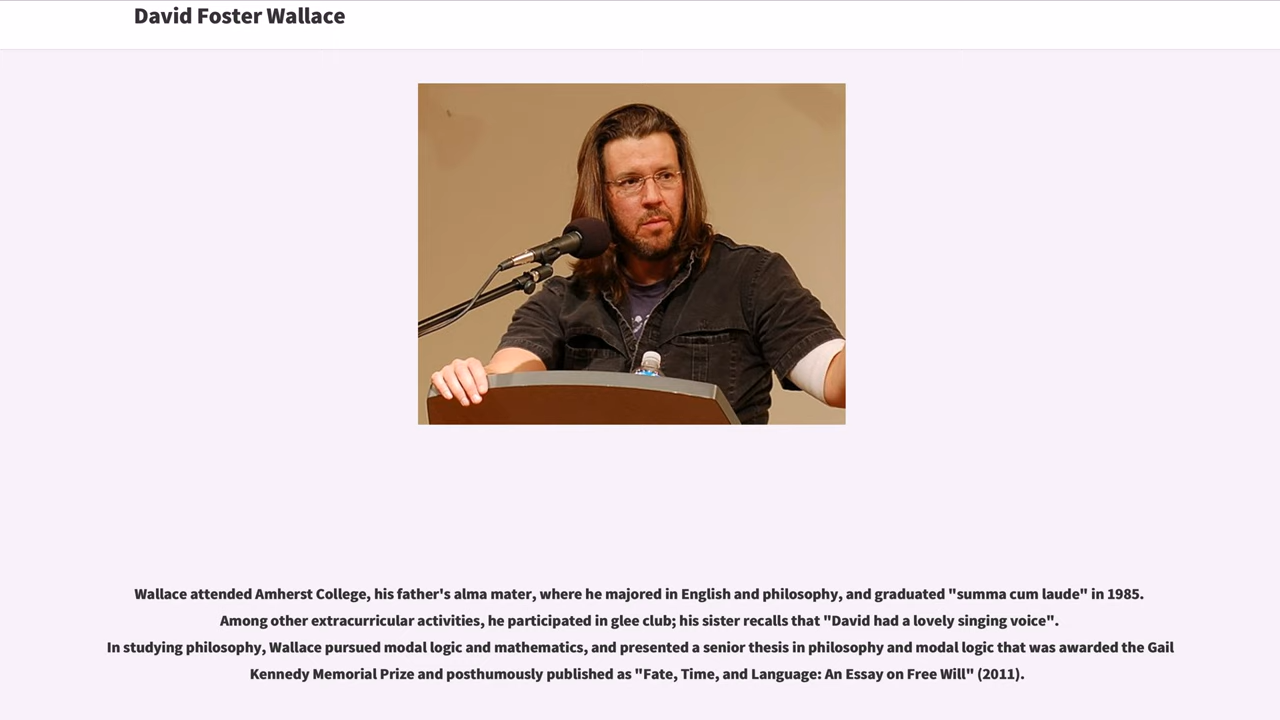 David Foster Wallace
Wallace attended Amherst College, his father's alma mater, where he majored in English and philosophy, and graduated "summa cum laude" in 1985.
Among other extracurricular activities, he participated in glee club; his sister recalls that "David had a lovely singing voice".
In studying philosophy, Wallace pursued modal logic and mathematics, and presented a senior thesis in philosophy and modal logic that was awarded the Gail
Kennedy Memorial Prize and posthumously published as "Fate, Time, and Language: An Essay on Free Will" (2011).